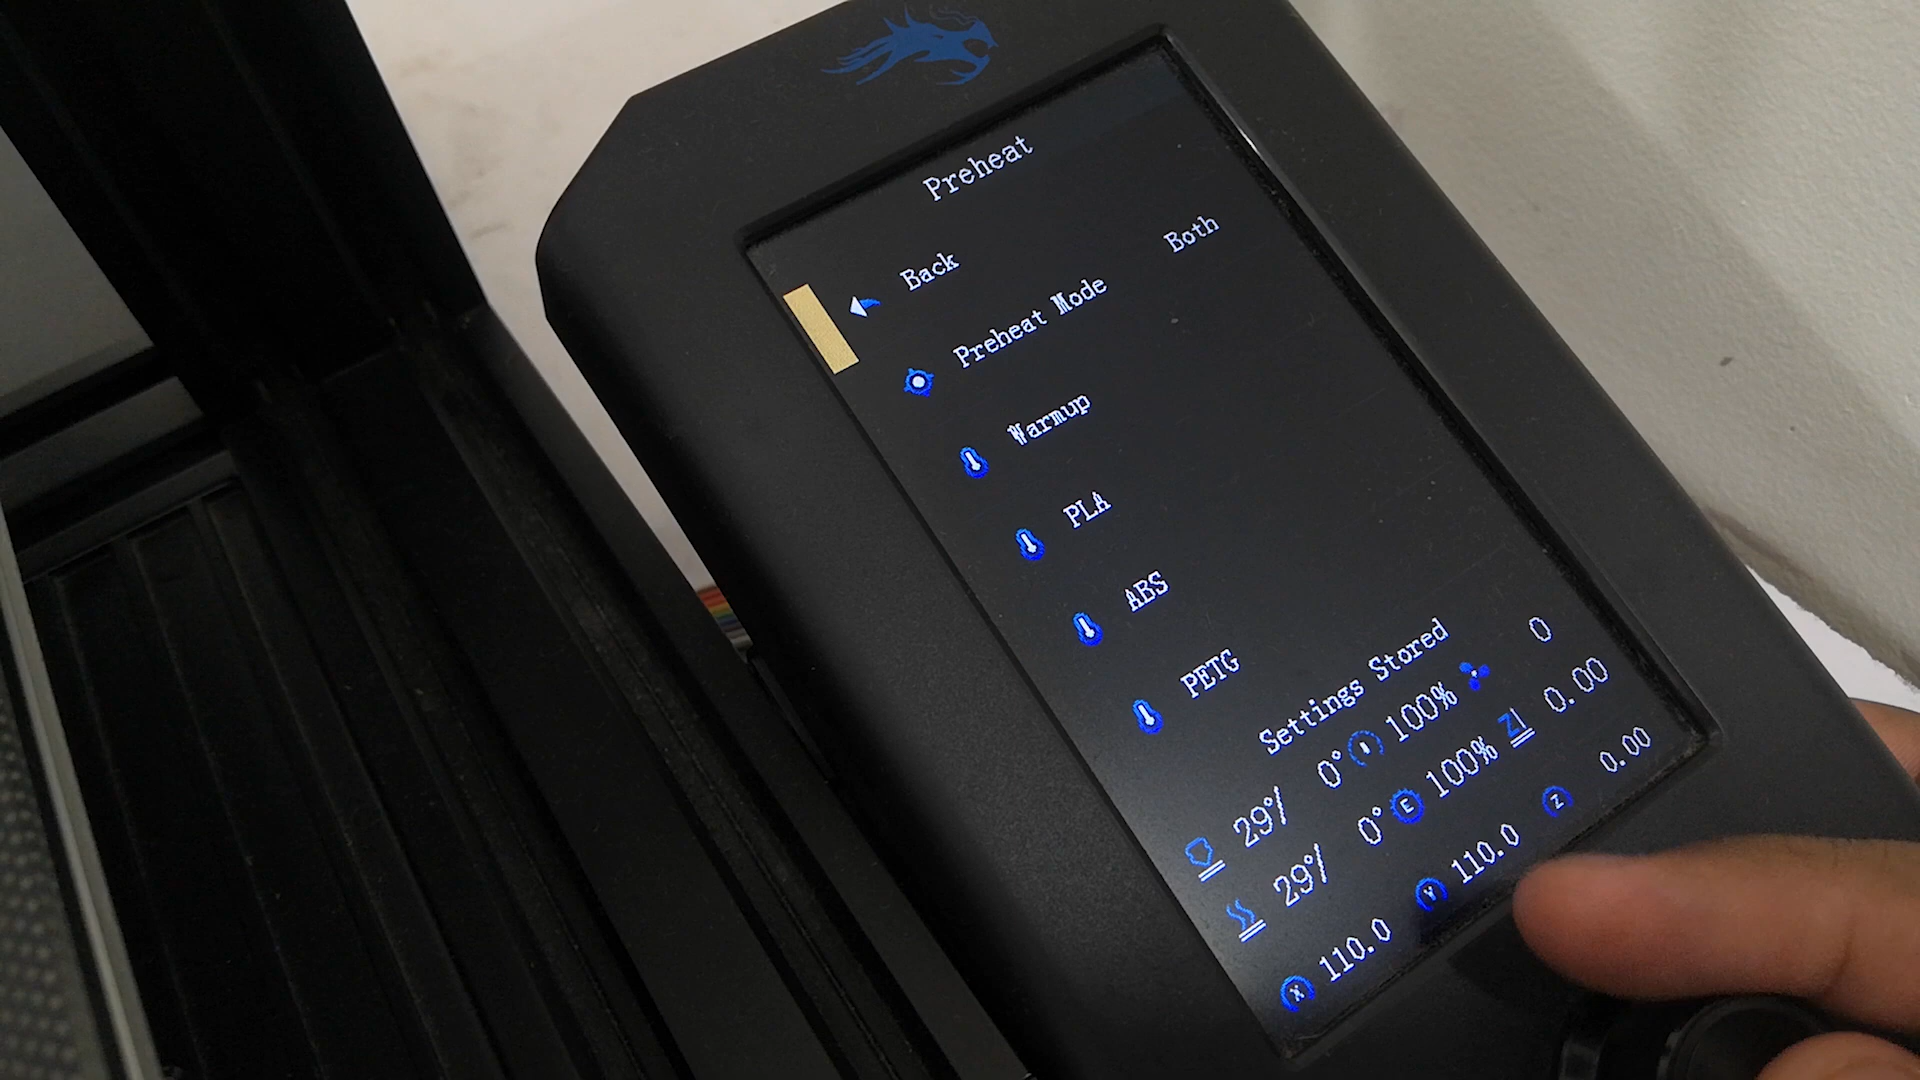 Preheat
Back
Preheat Mode Both
Warmup
PLA
ABS
PETG
Settings Stored
29°/ 0° 100% 0
29°/ 0° E 100% Z 0.00
X 110.0 Y 110.0 Z 0.00